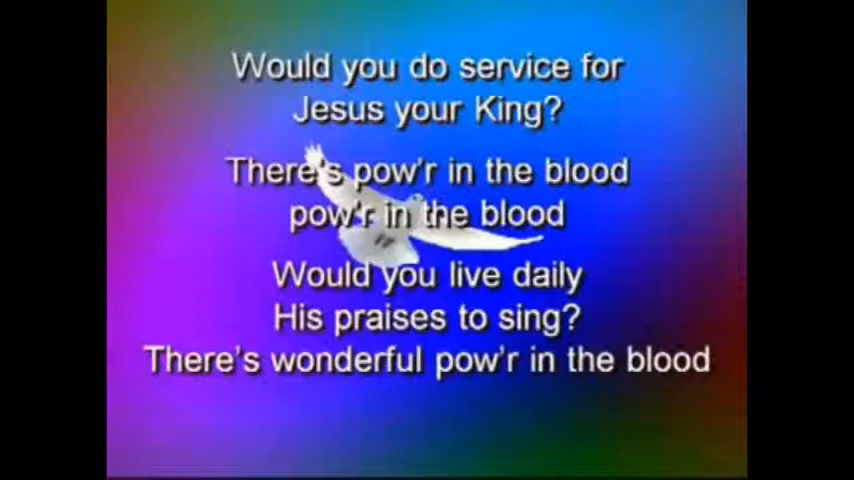 Would you do service for
Jesus your King?
There's pow'r in the blood
pow'r in the blood
Would you live daily
His praises to sing?
There's wonderful pow'r in the blood